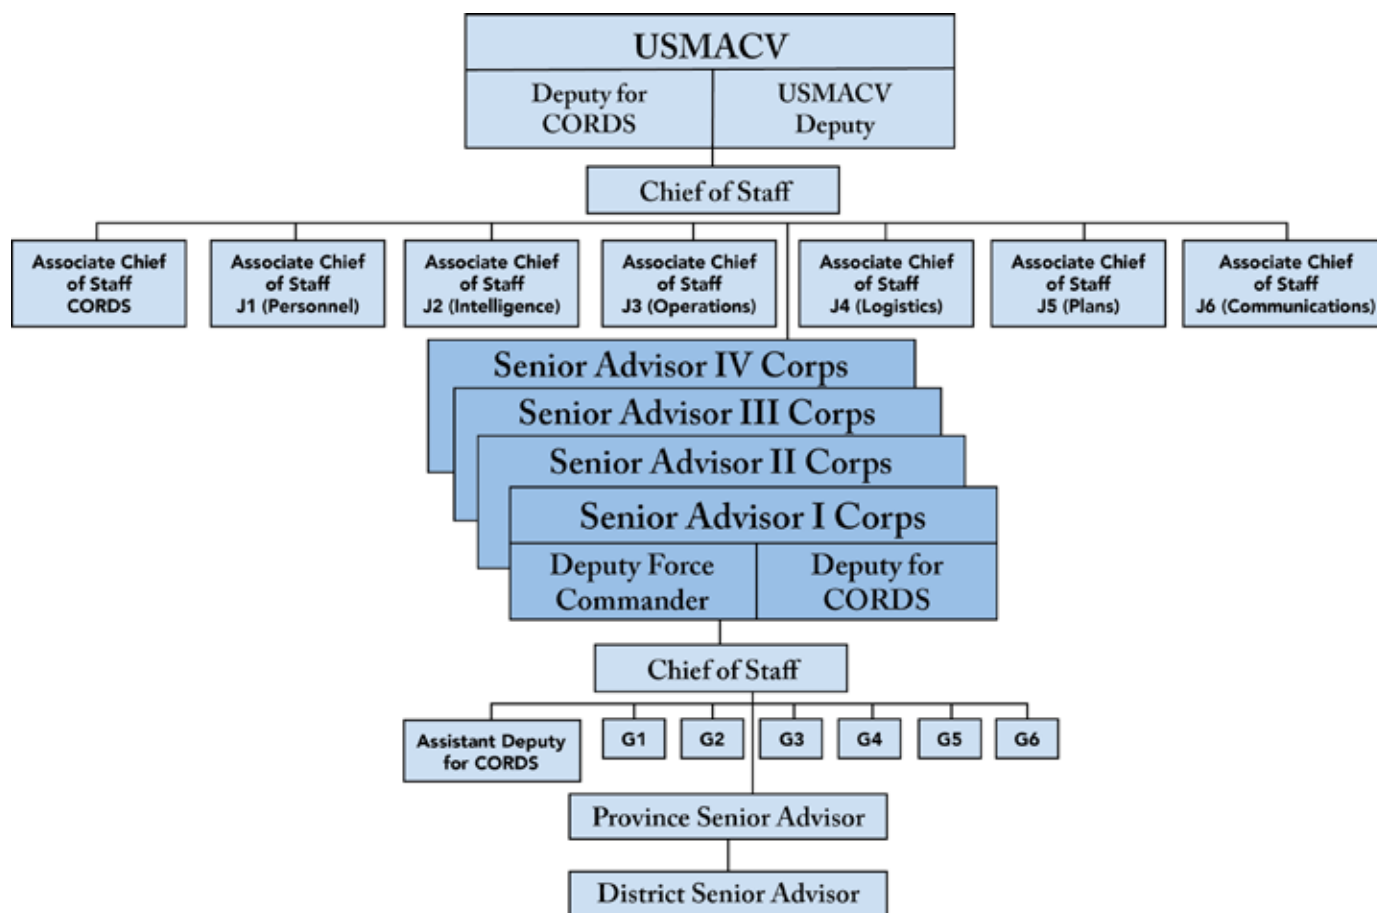 USMACV
Deputy for
CORDS
USMACV
Deputy
Chief of Staff
Associate Chief
of Staff
CORDS
Associate Chief
of Staff
J1 (Personnel)
Associate Chief
of Staff
J2 (Intelligence)
Associate Chief
of Staff
J3 (Operations)
Associate Chief
of Staff
J4 (Logistics)
Associate Chief
of Staff
J5 (Plans)
Associate Chief
of Staff
J6 (Communications)
Senior Advisor IV Corps
Senior Advisor III Corps
Senior Advisor II Corps
Senior Advisor I Corps
Deputy Force
Commander
Deputy for
CORDS
Chief of Staff
Assistant Deputy
for CORDS
G1
G2
G3
G4
G5
G6
Province Senior Advisor
District Senior Advisor